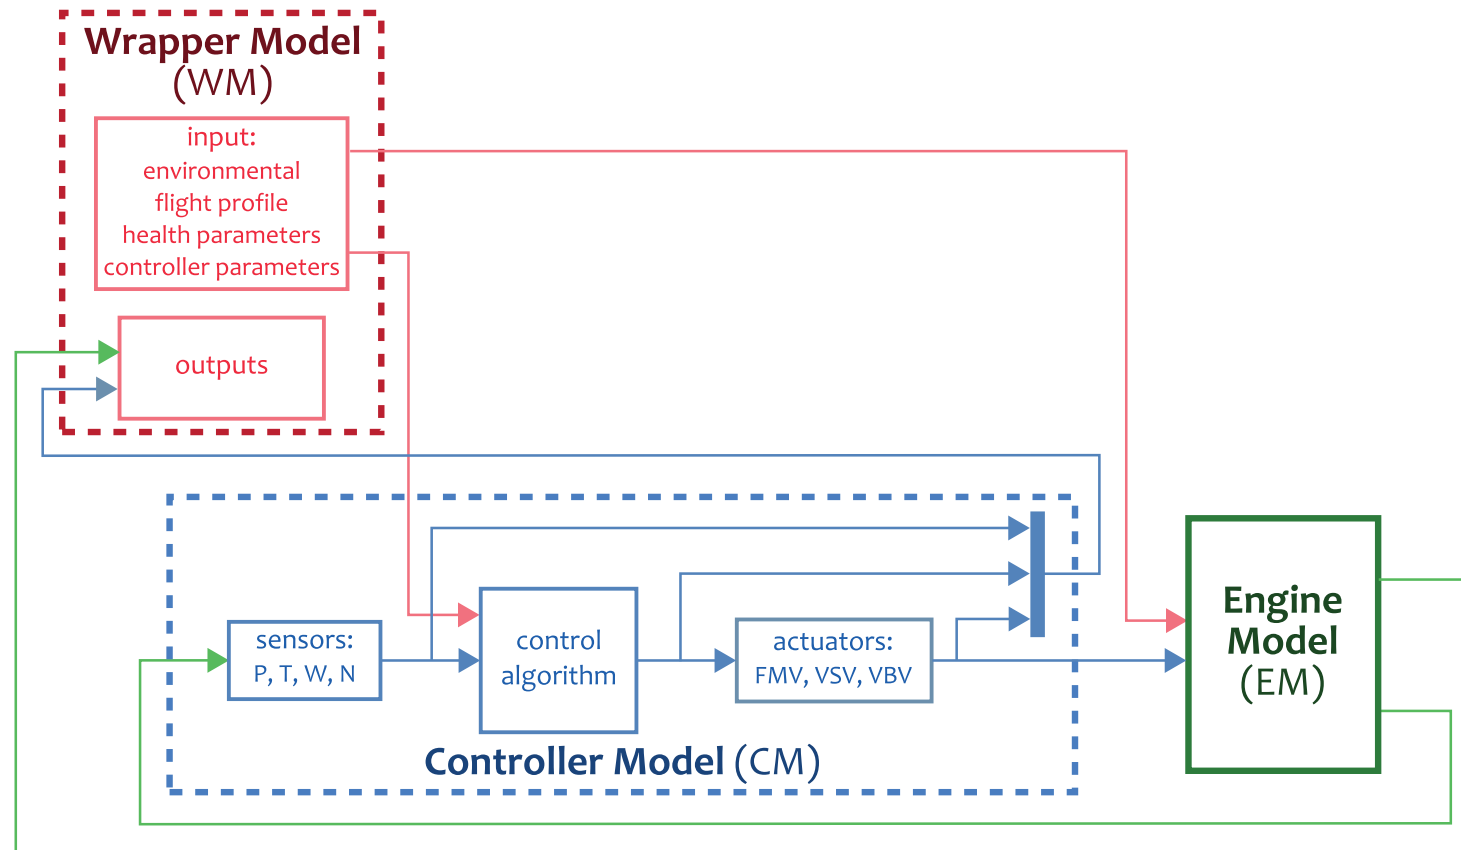 Wrapper Model
(WM)
input:
environmental
flight profile
health parameters
controller parameters
outputs
sensors:
P, T, W, N
control
algorithm
actuators:
FMV, VSV, VBV
Controller Model (CM)
Engine
Model
(EM)